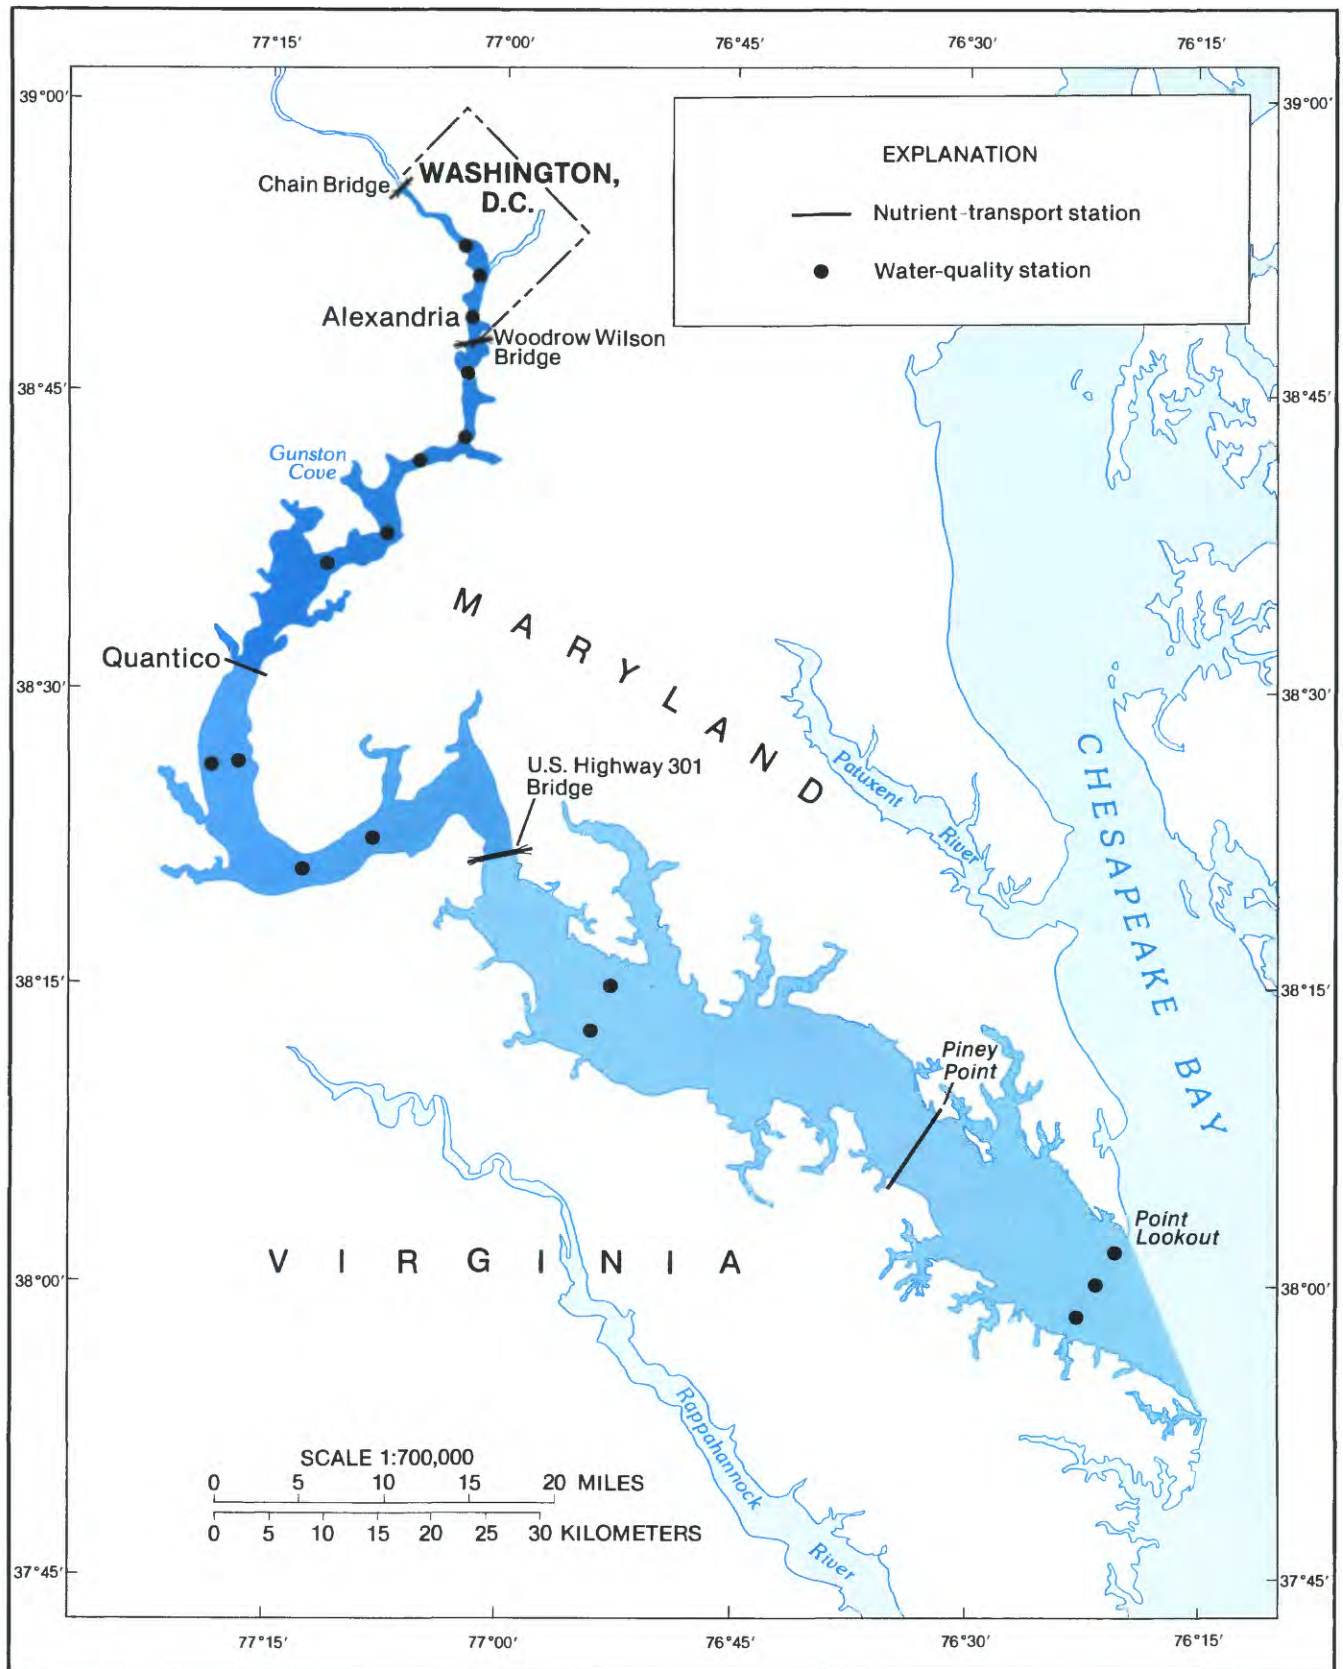 77°15′ 77°00′ 76°45′ 76°30′ 76°15′
39°00′
39°00′
EXPLANATION
Nutrient-transport station
Water-quality station
WASHINGTON,
D.C.
Chain Bridge
Alexandria
Woodrow Wilson
Bridge
38°45′
38°45′
Gunston
Cove
MARYLAND
Quantico
38°30′
38°30′
U.S. Highway 301
Bridge
Patuxent
River
CHESAPEAKE BAY
38°15′
38°15′
Piney
Point
Point
Lookout
VIRGINIA
38°00′
38°00′
Rappahannock
River
SCALE 1:700,000
0 5 10 15 20 MILES
0 5 10 15 20 25 30 KILOMETERS
37°45′
37°45′
77°15′ 77°00′ 76°45′ 76°30′ 76°15′